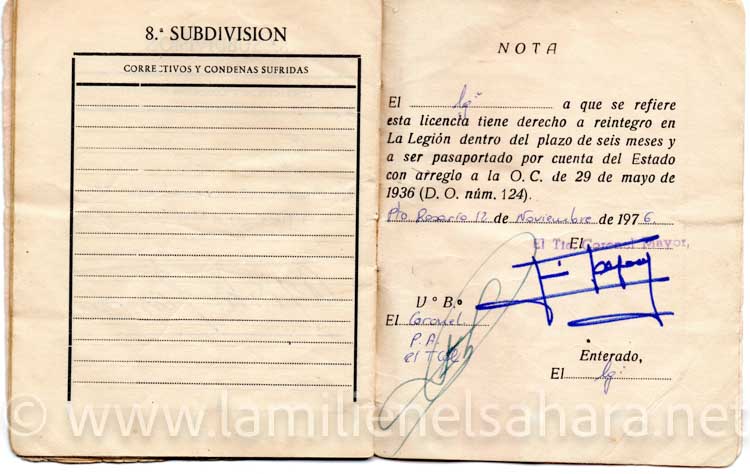 8.ª SUBDIVISION
CORRECTIVOS Y CONDENAS SUFRIDAS
NOTA
El Lgº a que se refiere
esta licencia tiene derecho a reintegro en
La Legión dentro del plazo de seis meses y
a ser pasaportado por cuenta del Estado
con arreglo a la O. C. de 29 de mayo de
1936 (D. O. núm. 124).
Pto Rosario 12 de Noviembre de 1976.
El
El Tte. Coronel Mayor,
V.º B.º
El Coronel
P. A.
El
Enterado,
El Lgº
© www.lamilienelsahara.net